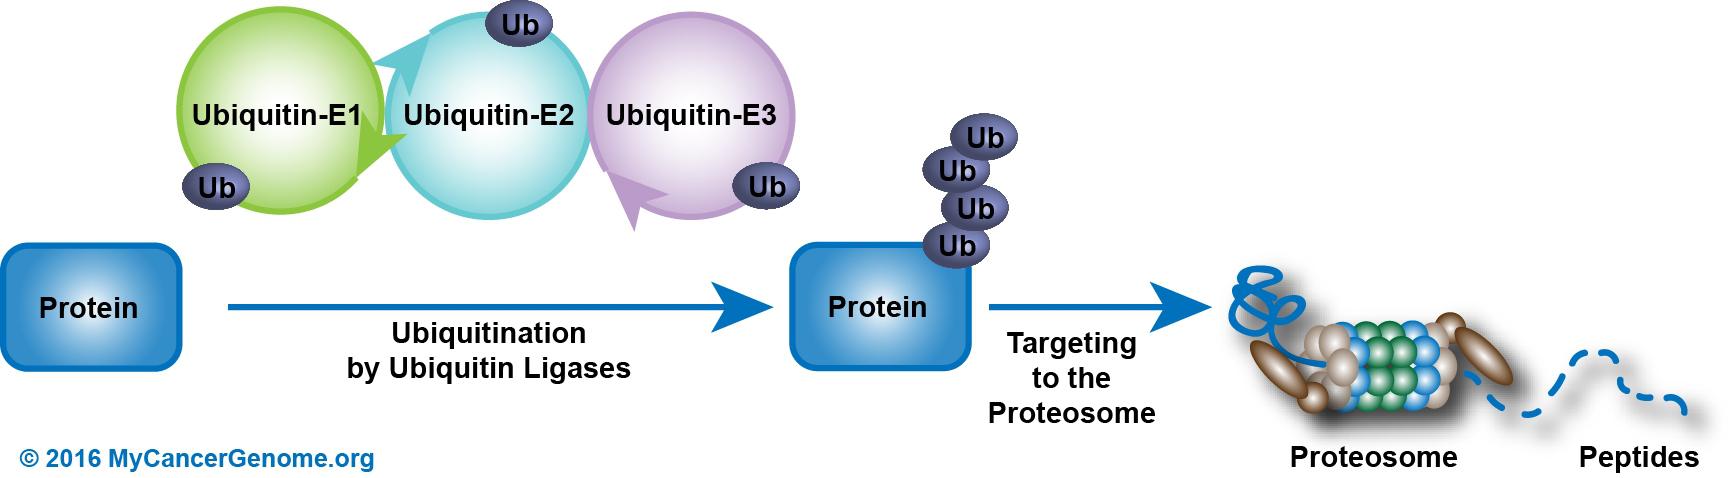 Ub
Ubiquitin-E1
Ubiquitin-E2
Ubiquitin-E3
Ub
Ub
Ub
Ub
Ub
Ub
Protein
Protein
Ubiquitination
by Ubiquitin Ligases
Targeting
to the
Proteosome
Proteosome
Peptides
© 2016 MyCancerGenome.org